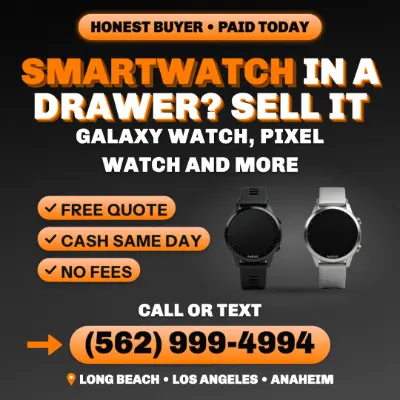 HONEST BUYER • PAID TODAY
SMARTWATCH IN A
DRAWER? SELL IT
GALAXY WATCH, PIXEL
WATCH AND MORE
✓ FREE QUOTE
✓ CASH SAME DAY
✓ NO FEES
CALL OR TEXT
(562) 999-4994
LONG BEACH • LOS ANGELES • ANAHEIM